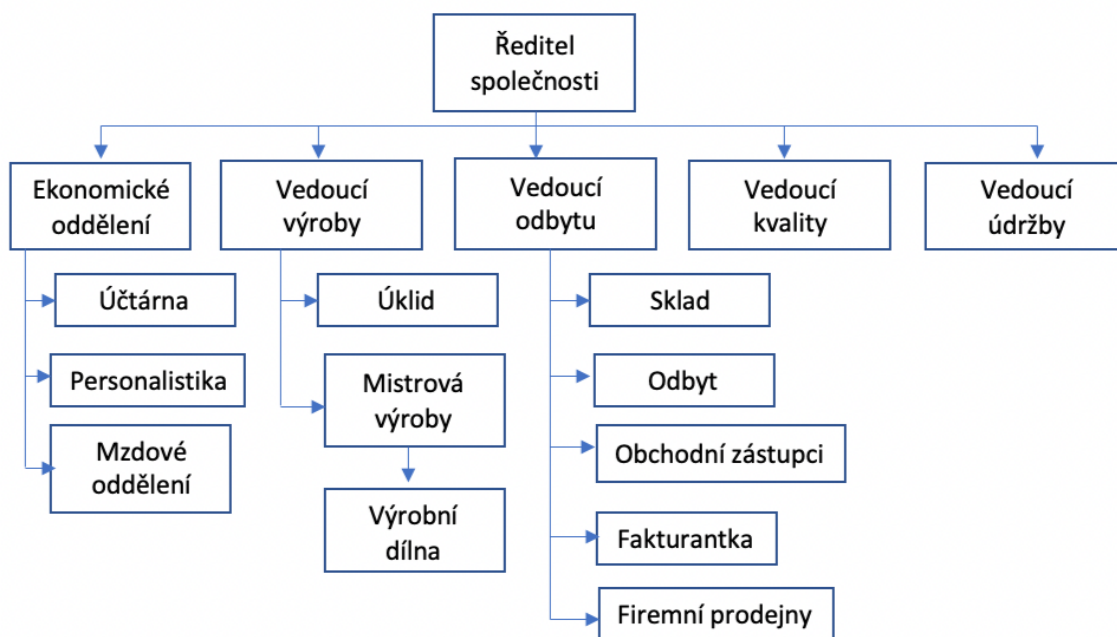 Ředitel
společnosti
Ekonomické
oddělení
Vedoucí
výroby
Vedoucí
odbytu
Vedoucí
kvality
Vedoucí
údržby
Účtárna
Personalistika
Mzdové
oddělení
Úklid
Mistrová
výroby
Výrobní
dílna
Sklad
Odbyt
Obchodní zástupci
Fakturantka
Firemní prodejny